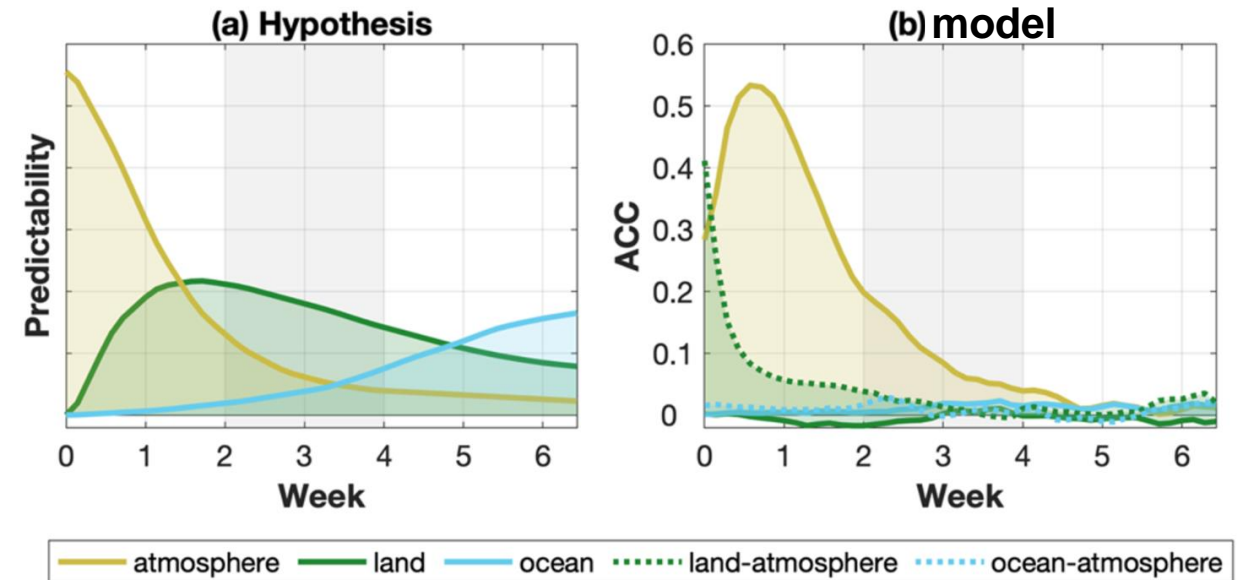 (a) Hypothesis
Predictability
0 1 2 3 4 5 6
Week
(b) model
ACC
0.6
0.5
0.4
0.3
0.2
0.1
0
0 1 2 3 4 5 6
Week
atmosphere land ocean land-atmosphere ocean-atmosphere